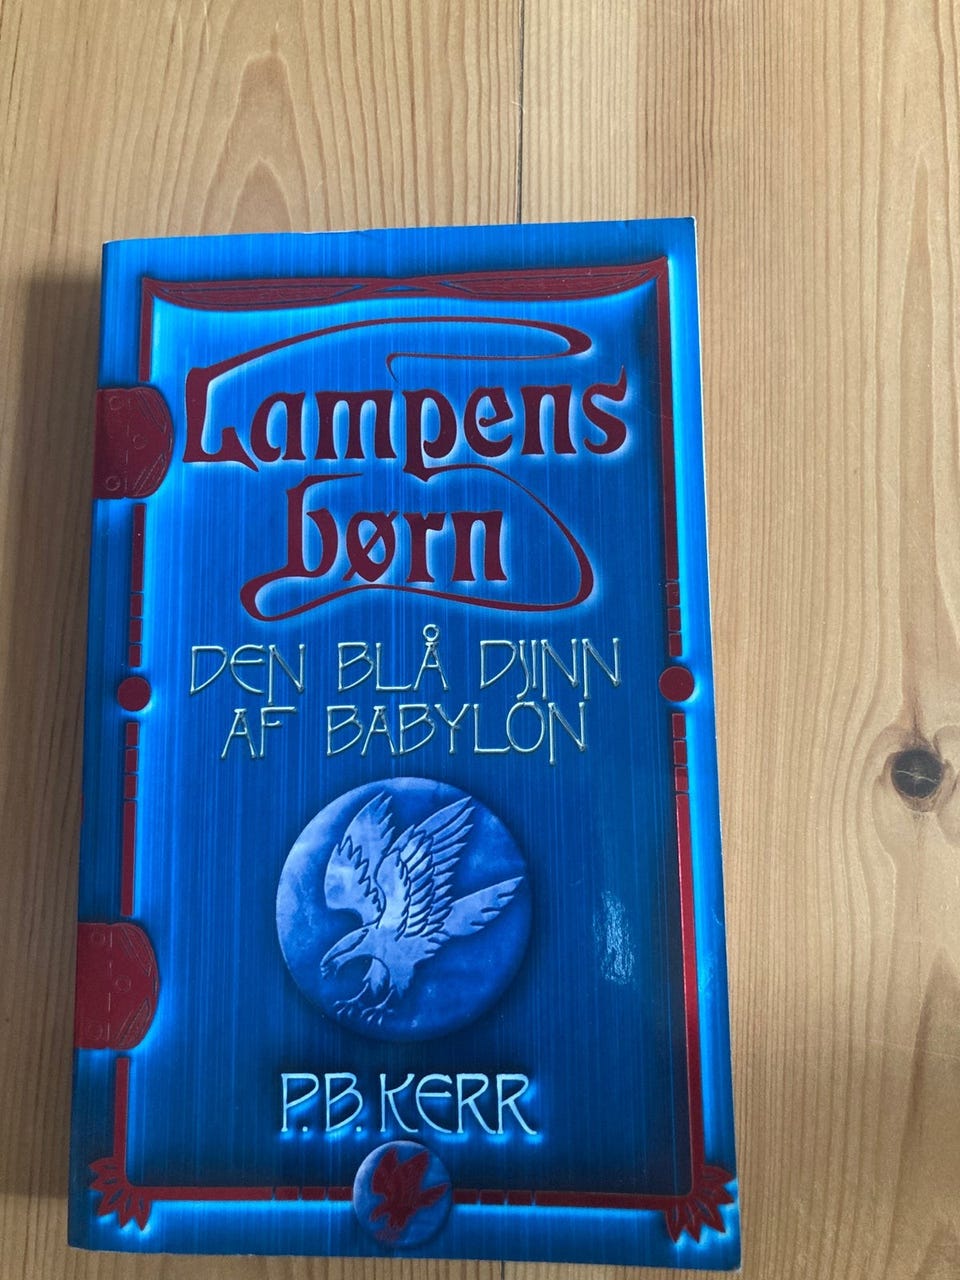 Lampens
børn
DEN BLÅ DJINN
AF BABYLON
P.B. KERR